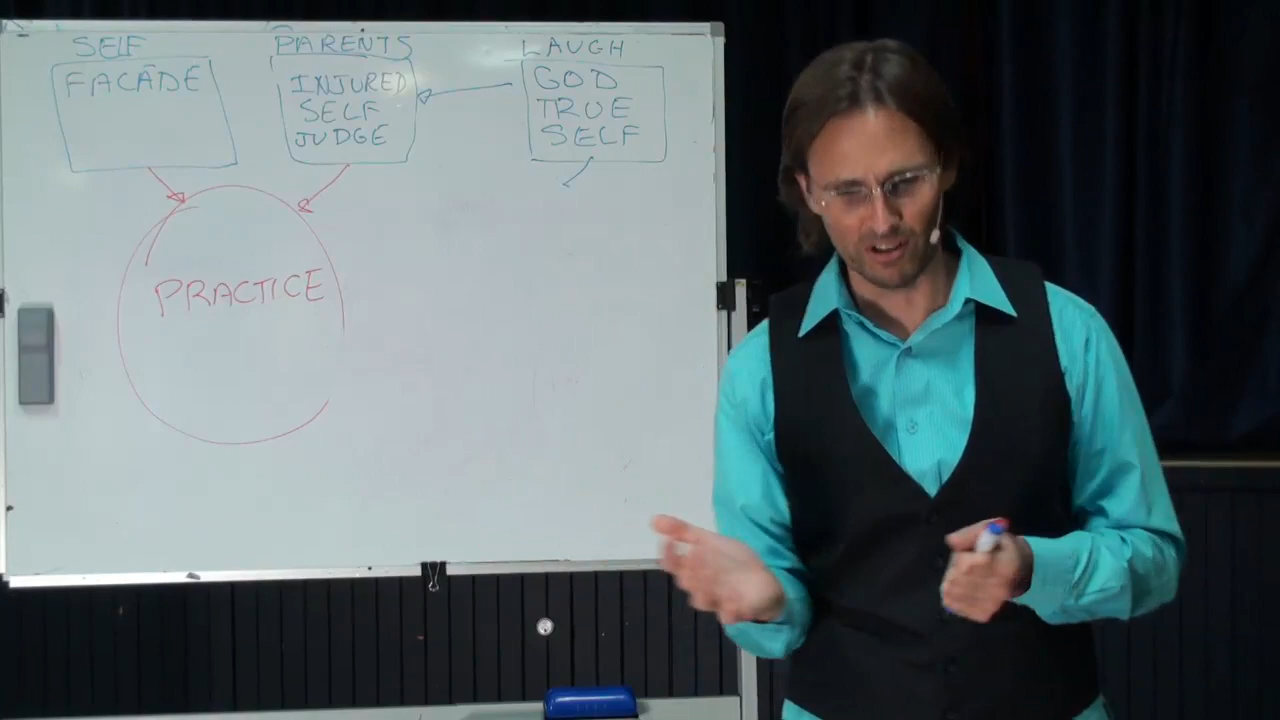 SELF
PARENTS
LAUGH
FACADE
INJURED
SELF
JUDGE
GOD
TRUE
SELF
PRACTICE